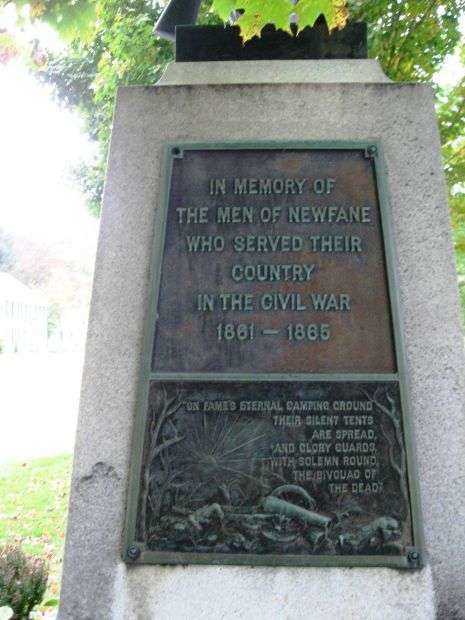 IN MEMORY OF
THE MEN OF NEWFANE
WHO SERVED THEIR
COUNTRY
IN THE CIVIL WAR
1861 — 1865
"ON FAME'S ETERNAL CAMPING GROUND
THEIR SILENT TENTS
ARE SPREAD,
AND GLORY GUARDS,
WITH SOLEMN ROUND,
THE BIVOUAC OF
THE DEAD."